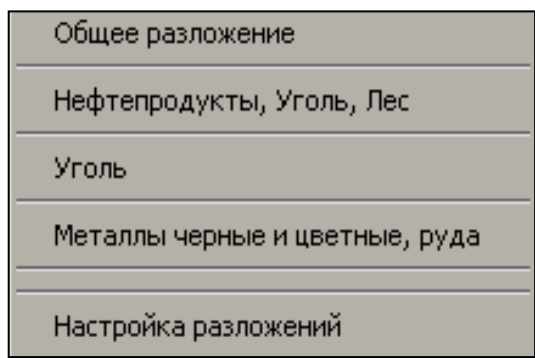 Общее разложение
Нефтепродукты, Уголь, Лес
Уголь
Металлы черные и цветные, руда
Настройка разложений